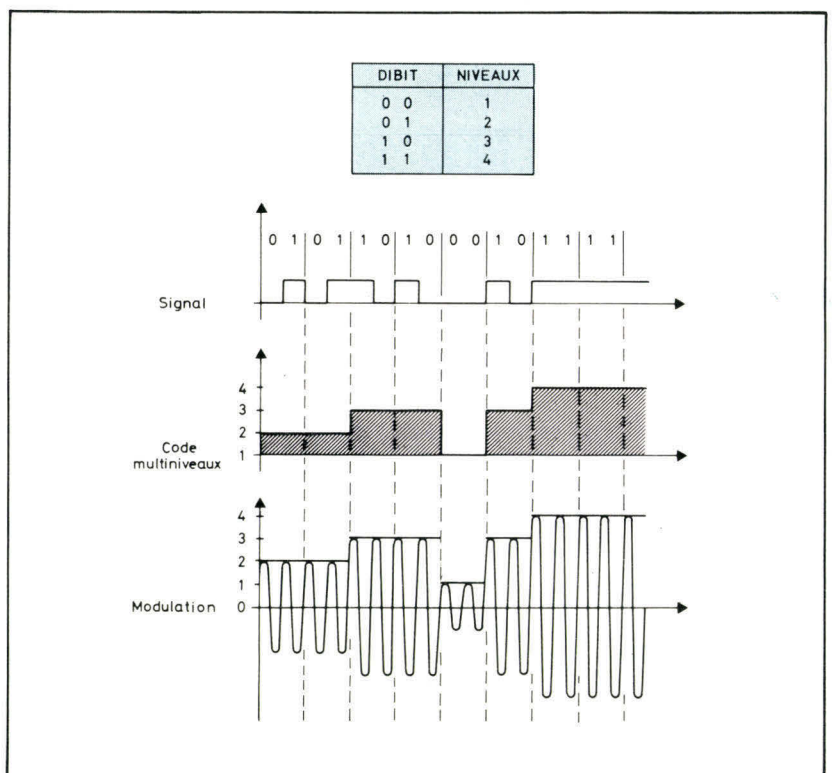 DIBIT NIVEAUX
0 0 1
0 1 2
1 0 3
1 1 4
0 1 0 1 1 0 1 0 0 0 1 0 1 1 1 1
Signal
4
3
2
1
Code
multiniveaux
4
3
2
1
0
Modulation